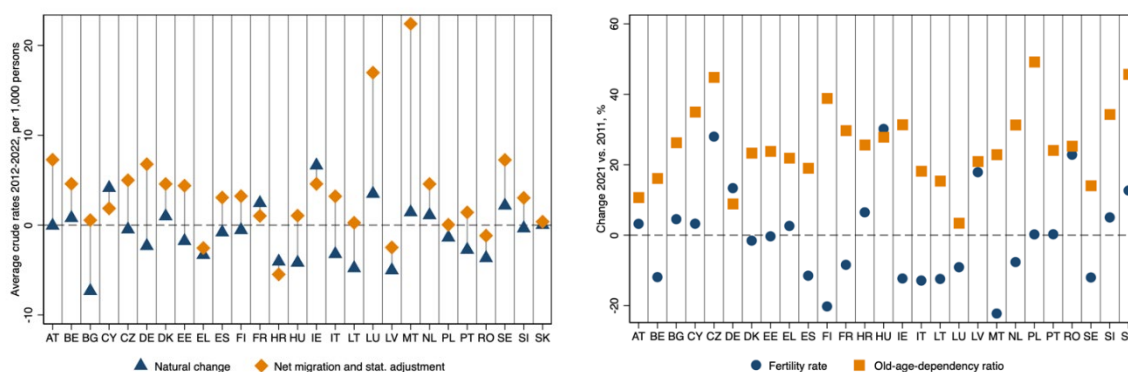 Average crude rates 2012-2022, per 1,000 persons
20
10
0
-10
AT BE BG CY CZ DE DK EE EL ES FI FR HR HU IE IT LT LU LV MT NL PL PT RO SE SI SK
Natural change Net migration and stat. adjustment
Change 2021 vs. 2011, %
60
40
20
0
-20
AT BE BG CY CZ DE DK EE EL ES FI FR HR HU IE IT LT LU LV MT NL PL PT RO SE SI S
Fertility rate Old-age-dependency ratio